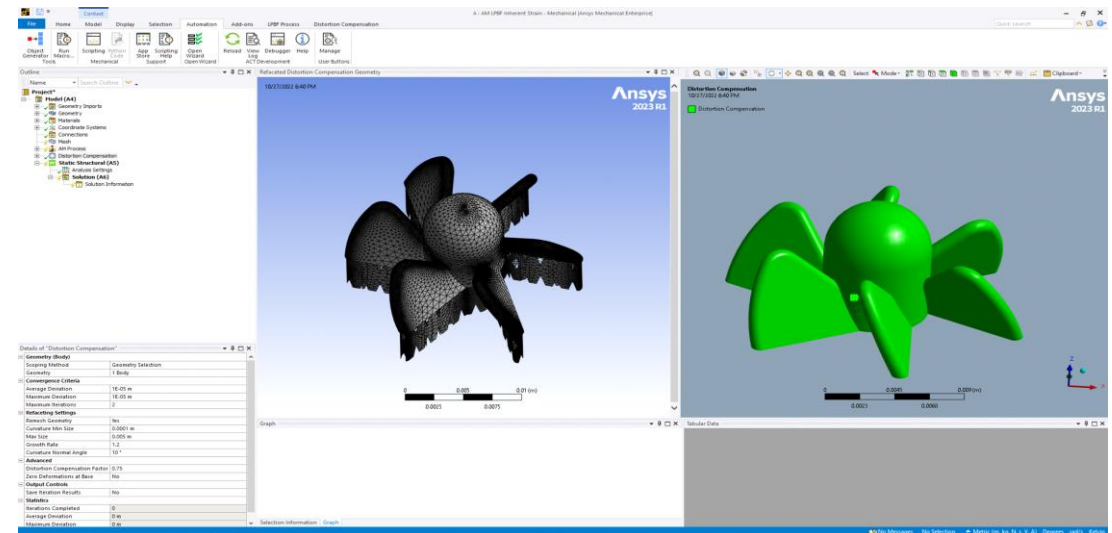 A : AM LPBF Inherent Strain - Mechanical [Ansys Mechanical Enterprise]
Context
File Home Model Display Selection Automation Add-ons LPBF Process Distortion Compensation
Quick Search
Object Generator
Run Macro...
Tools
Scripting
Python Code
Mechanical
App Store
Scripting Help
Support
Open Wizard
Open Wizard
Reload
View Log
Debugger
Help
ACT Development
Manage
User Buttons
Outline
Name
Search Outline
Project*
Model (A4)
Geometry Imports
Geometry
Materials
Coordinate Systems
Connections
Mesh
AM Process
Distortion Compensation
Static Structural (A5)
Analysis Settings
Solution (A6)
Solution Information
Details of "Distortion Compensation"
Geometry (Body)
Scoping Method Geometry Selection
Geometry 1 Body
Convergence Criteria
Average Deviation 1E-05 m
Maximum Deviation 1E-05 m
Maximum Iterations 2
Refaceting Settings
Remesh Geometry Yes
Curvature Min Size 0.0001 m
Max Size 0.005 m
Growth Rate 1.2
Curvature Normal Angle 10 °
Advanced
Distortion Compensation Factor 0.75
Zero Deformations at Base No
Output Controls
Save Iteration Results No
Statistics
Iterations Completed 0
Average Deviation 0 m
Maximum Deviation 0 m
Refaceted Distortion Compensation Geometry
10/27/2022 6:40 PM
Ansys
2023 R1
0 0.005 0.01 (m)
0.0025 0.0075
Graph
Selection Information Graph
Select Mode
Clipboard
Distortion Compensation
10/27/2022 6:40 PM
Distortion Compensation
Ansys
2023 R1
Z
X
0 0.0045 0.009 (m)
0.0023 0.0068
Tabular Data
No Messages No Selection Metric (m, kg, N, s, V, A) Degrees rad/s Kelvin